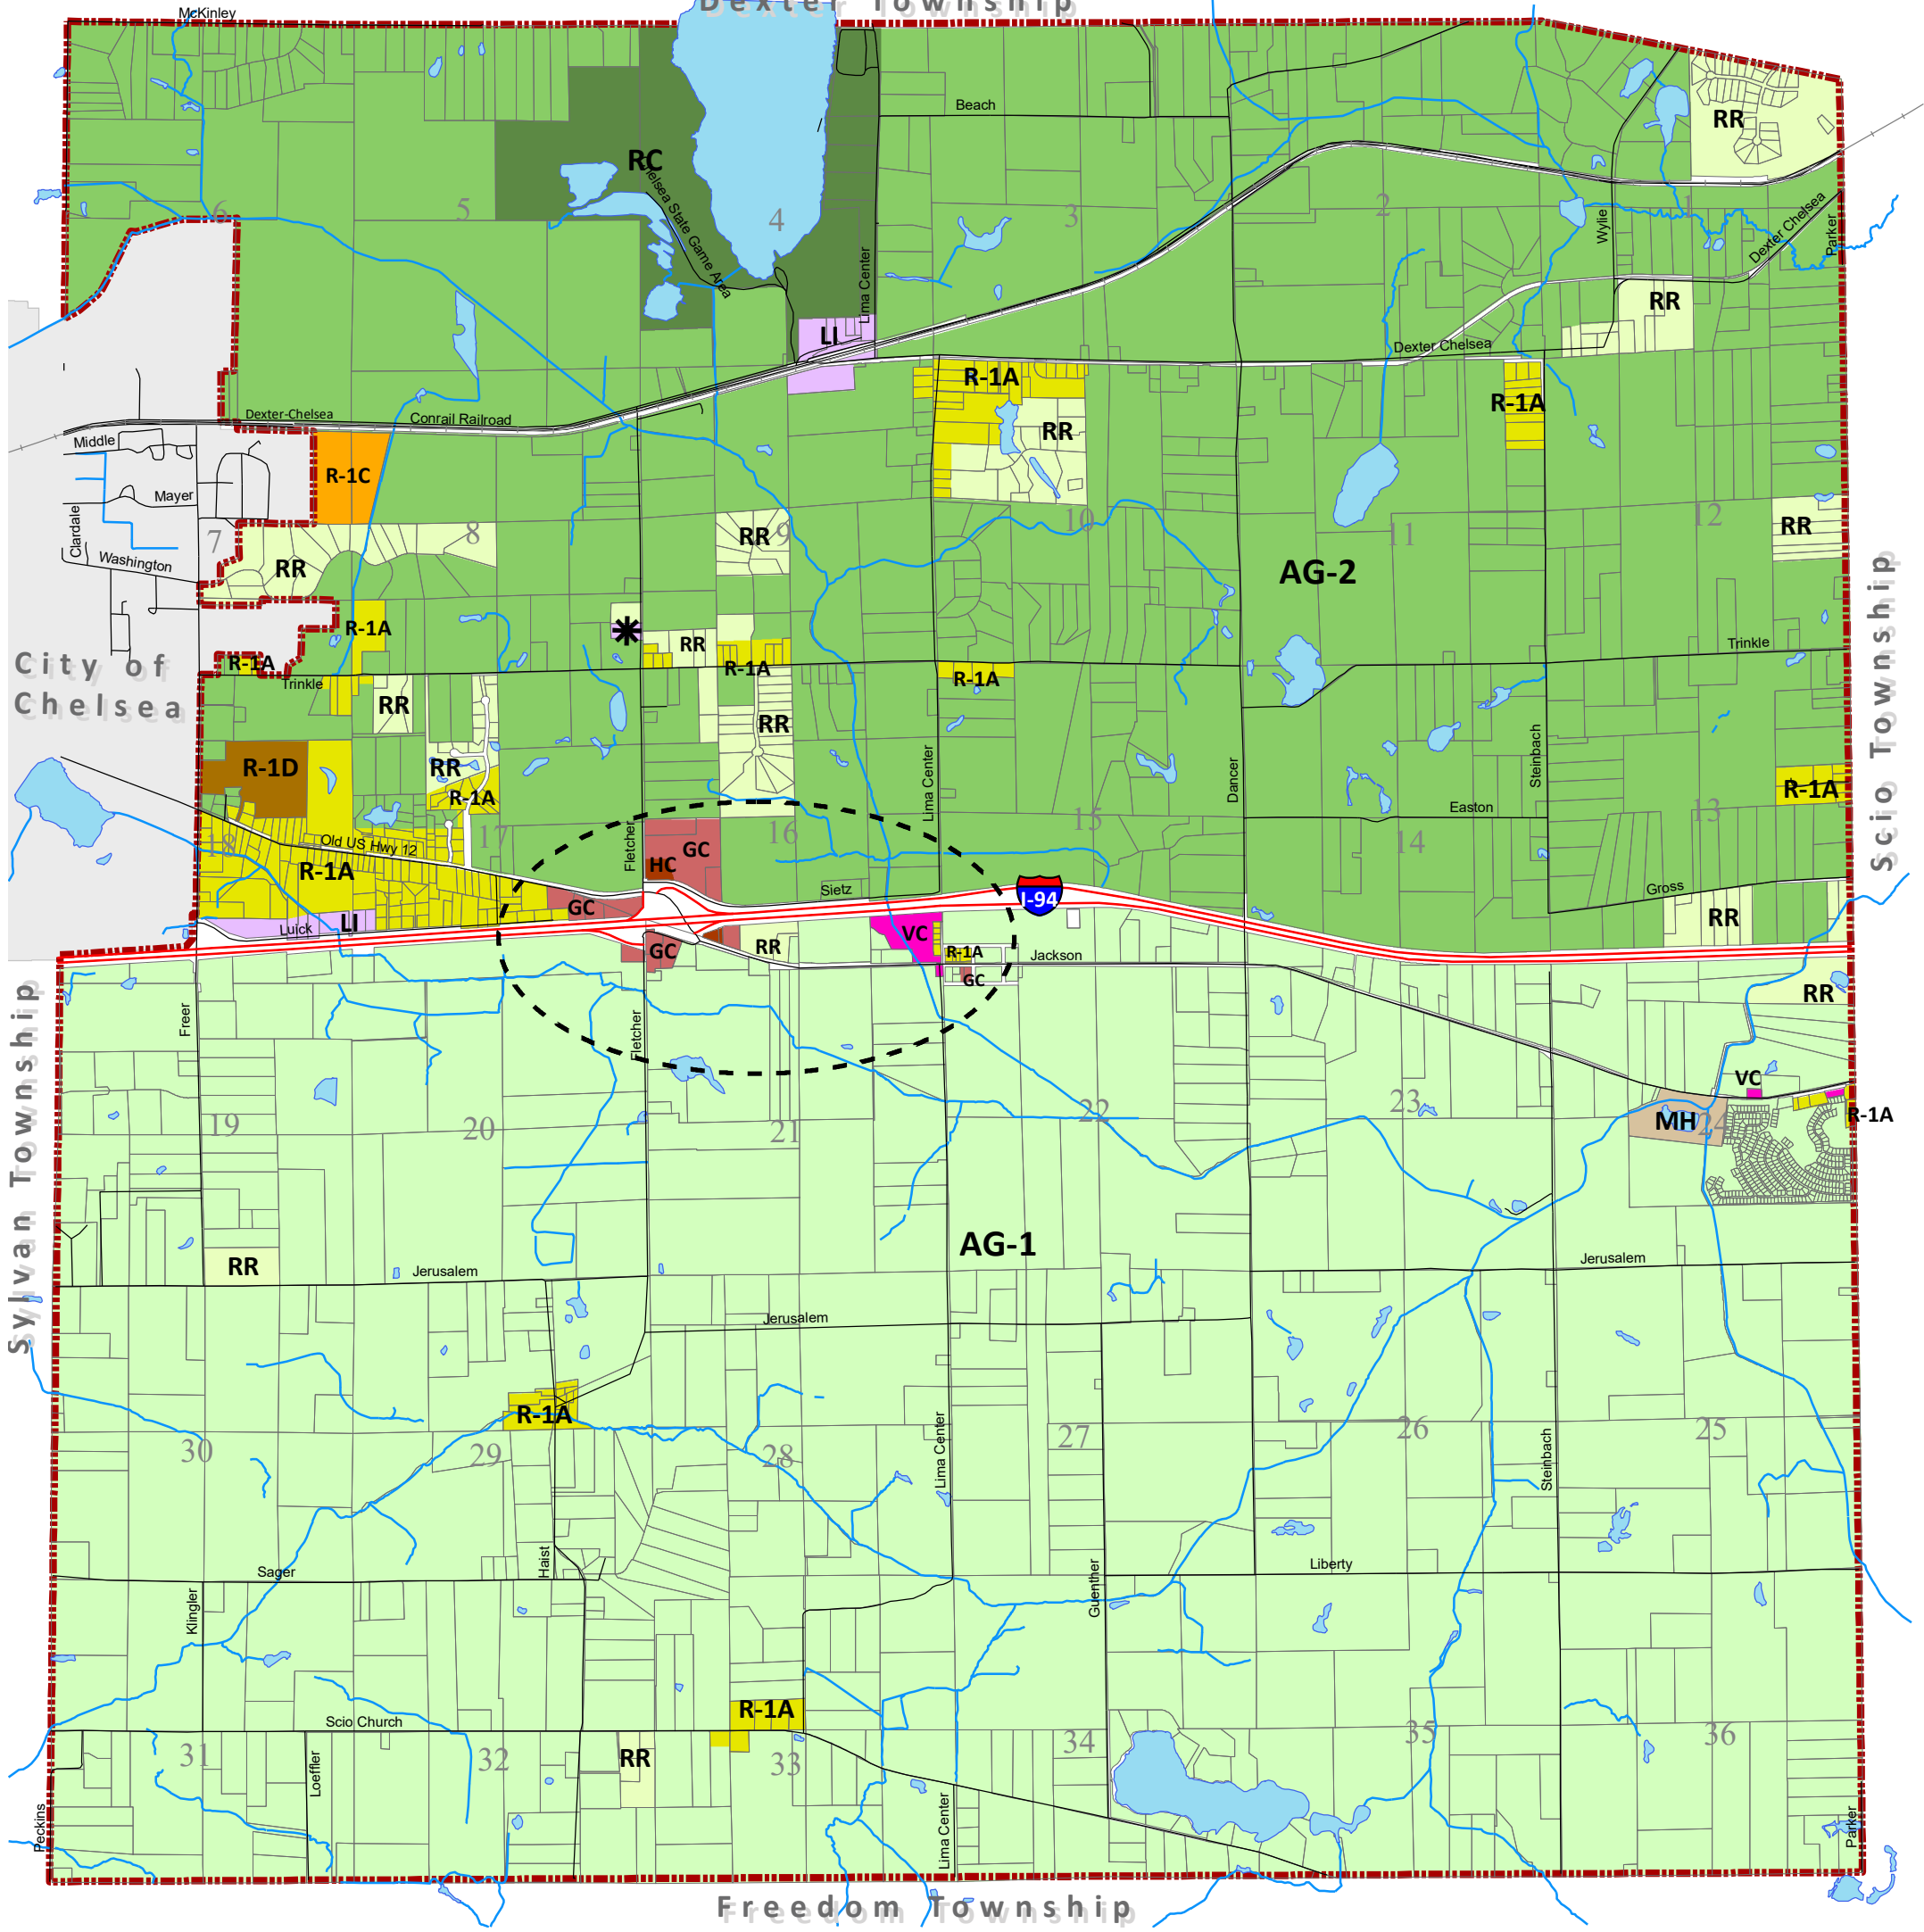 Dexter Township
McKinley
Beach
RR
RC
Chelsea State Game Area
6
5
4
3
2
1
Wylie
Dexter Chelsea
Parker
Lima Center
RR
LI
Dexter Chelsea
R-1A
R-1A
Dexter-Chelsea
Conrail Railroad
RR
Middle
R-1C
Mayer
Clardale
7
8
RR
9
10
11
12
RR
Washington
RR
AG-2
R-1A
RR
R-1A
R-1A
Trinkle
City of
Chelsea
Trinkle
R-1A
RR
RR
Scio Township
R-1D
RR
R-1A
Lima Center
Dancer
Steinbach
R-1A
Easton
18
Old US Hwy 12
17
Fletcher
16
15
14
13
R-1A
HC
GC
Sietz
I-94
Gross
GC
LI
Luick
VC
RR
GC
RR
R-1A
Jackson
GC
RR
Freer
Fletcher
Sylvan Township
VC
19
20
21
22
23
MH
24
R-1A
AG-1
RR
Jerusalem
Jerusalem
Jerusalem
R-1A
30
29
28
Lima Center
27
26
Steinbach
25
Sager
Haist
Liberty
Klingler
Guenther
R-1A
Scio Church
31
Loeffler
32
RR
33
34
35
36
Peckins
Lima Center
Parker
Freedom Township